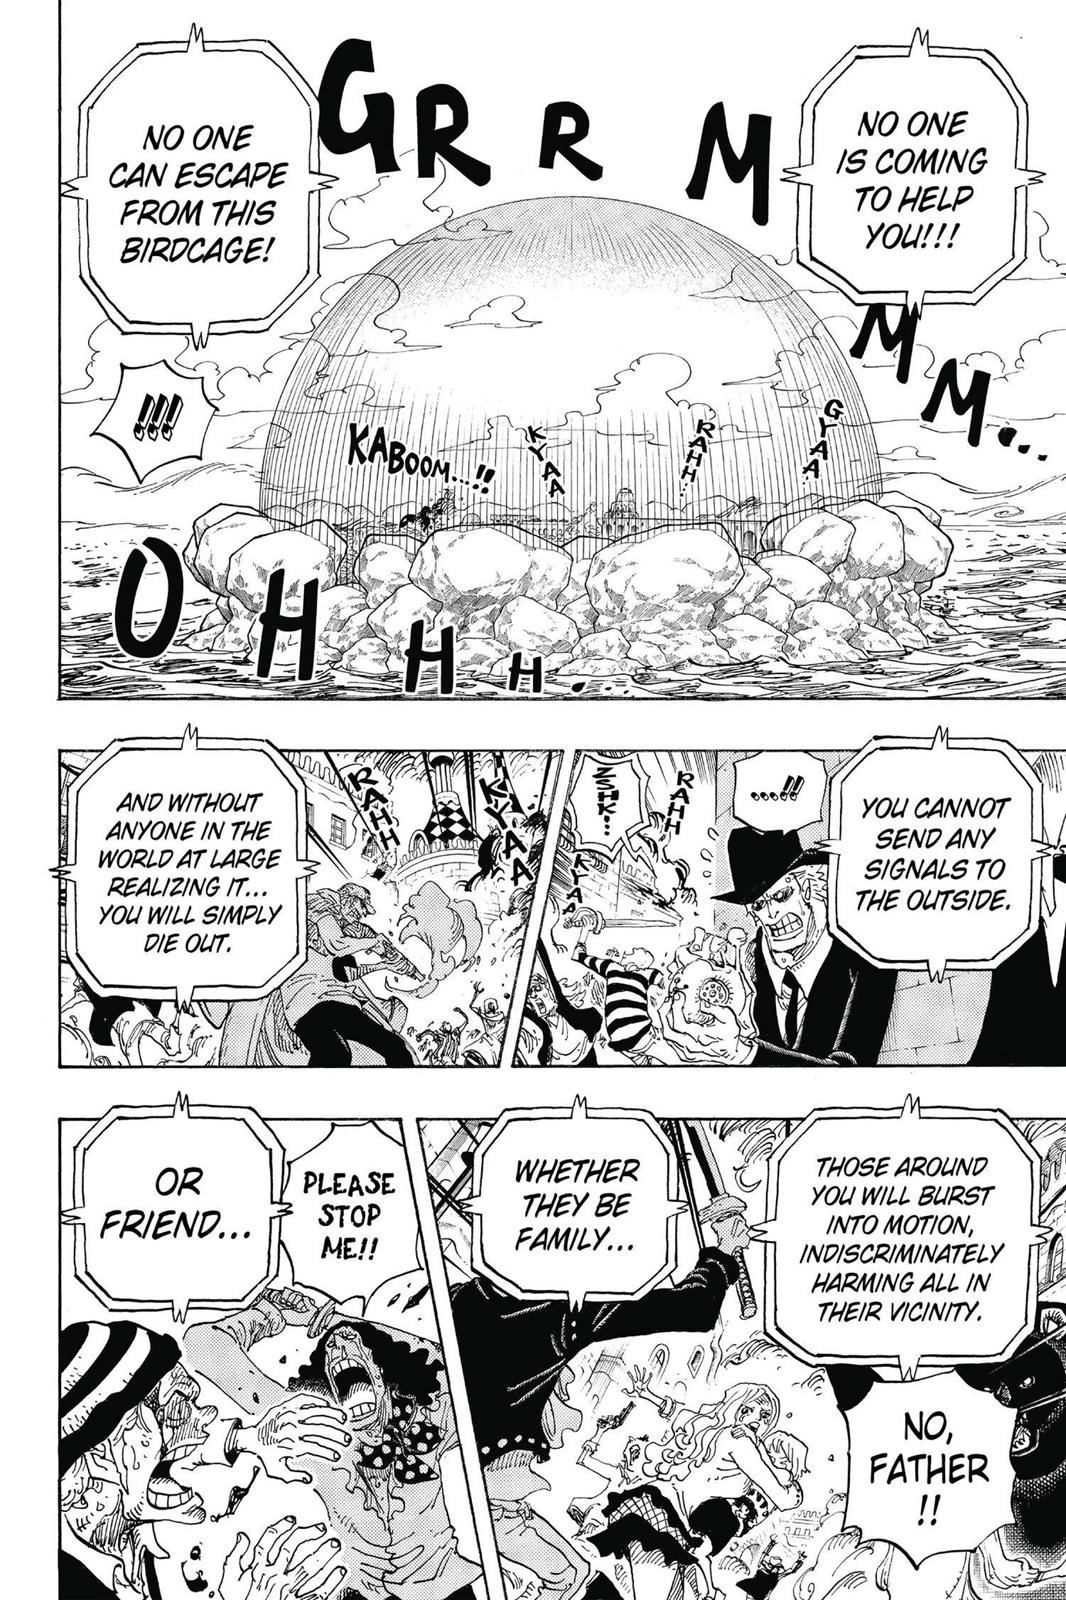 NO ONE
IS COMING
TO HELP
YOU!!!
GRRM
MM...
NO ONE
CAN ESCAPE
FROM THIS
BIRDCAGE!
!!!
GYAA
RAHH..
KYAA
KABOOM...!!
OHHH...
YOU CANNOT
SEND ANY
SIGNALS TO
THE OUTSIDE.
....!!
RAHH
ZSHK!..
KYAA
AND WITHOUT
ANYONE IN THE
WORLD AT LARGE
REALIZING IT...
YOU WILL SIMPLY
DIE OUT.
KYAA
RAHH
THOSE AROUND
YOU WILL BURST
INTO MOTION,
INDISCRIMINATELY
HARMING ALL IN
THEIR VICINITY.
NO,
FATHER
!!
WHETHER
THEY BE
FAMILY...
PLEASE
STOP
ME!!
OR
FRIEND...